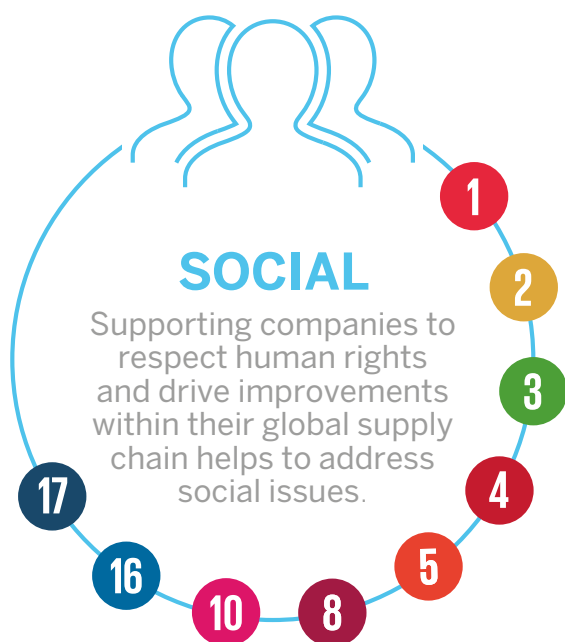 SOCIAL
Supporting companies to
respect human rights
and drive improvements
within their global supply
chain helps to address
social issues.
1
2
3
4
5
8
10
16
17